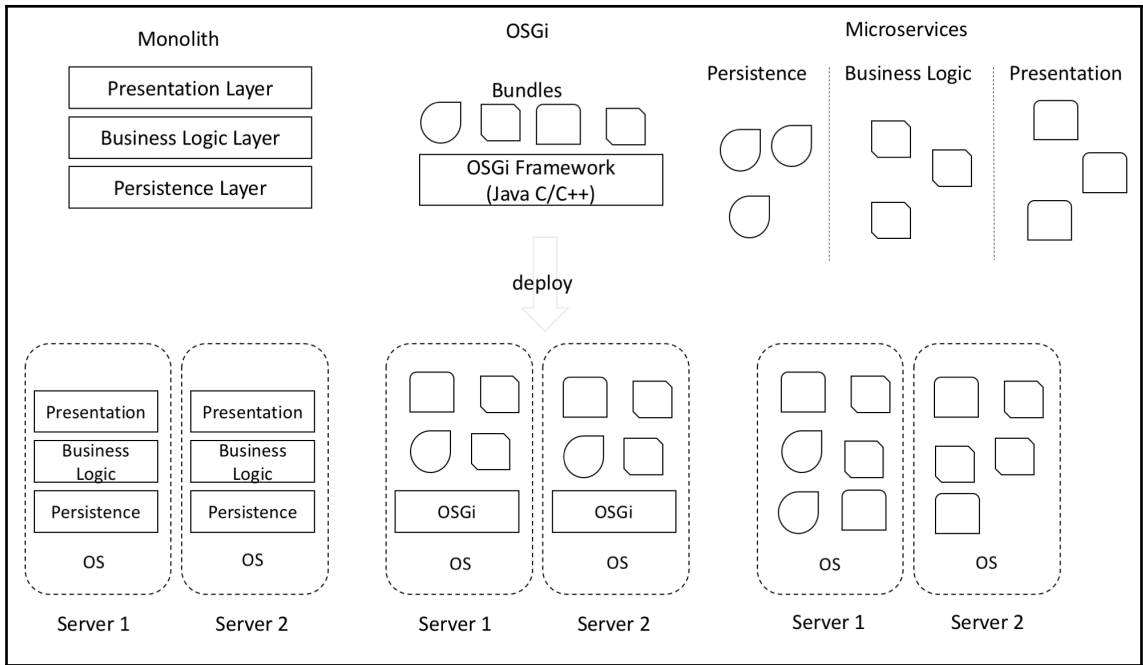 Monolith
Presentation Layer
Business Logic Layer
Persistence Layer
OSGi
Bundles
OSGi Framework
(Java C/C++)
Microservices
Persistence
Business Logic
Presentation
deploy
Presentation
Business
Logic
Persistence
OS
Server 1
Presentation
Business
Logic
Persistence
OS
Server 2
OSGi
OS
Server 1
OSGi
OS
Server 2
OS
Server 1
OS
Server 2